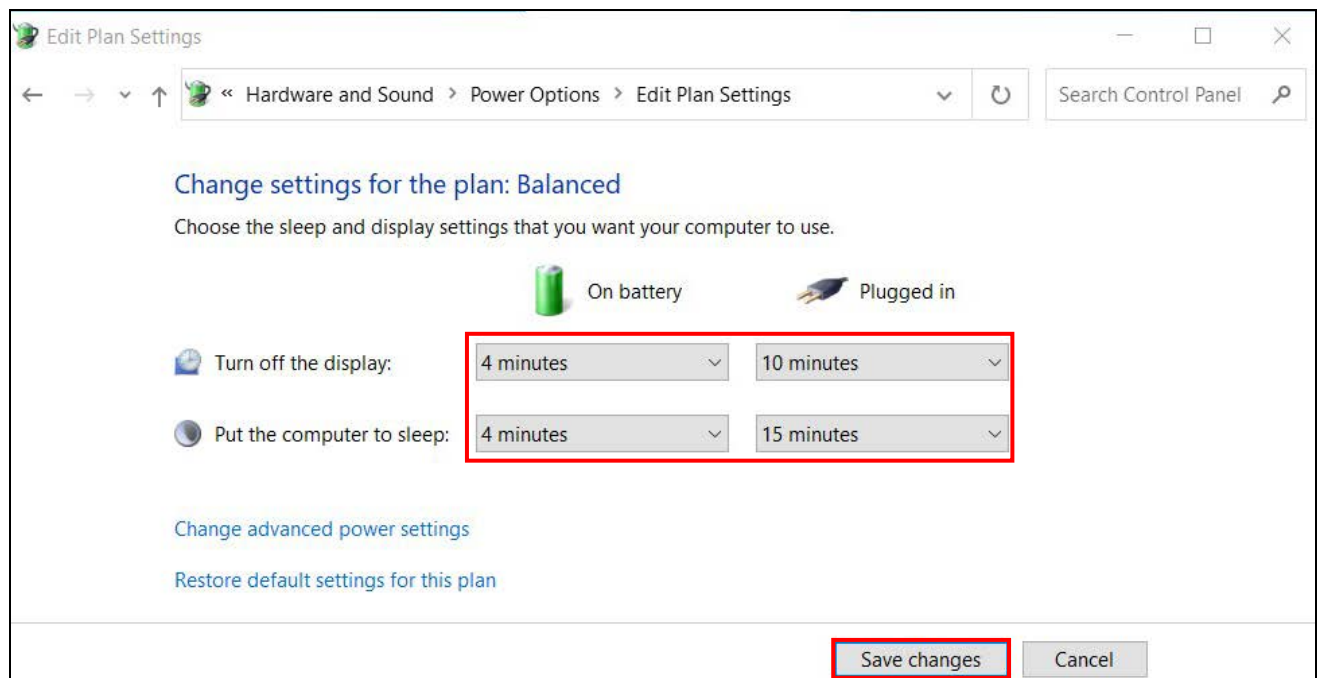 Edit Plan Settings
« Hardware and Sound > Power Options > Edit Plan Settings Search Control Panel
Change settings for the plan: Balanced
Choose the sleep and display settings that you want your computer to use.
On battery Plugged in
Turn off the display: 4 minutes 10 minutes
Put the computer to sleep: 4 minutes 15 minutes
Change advanced power settings
Restore default settings for this plan
Save changes Cancel